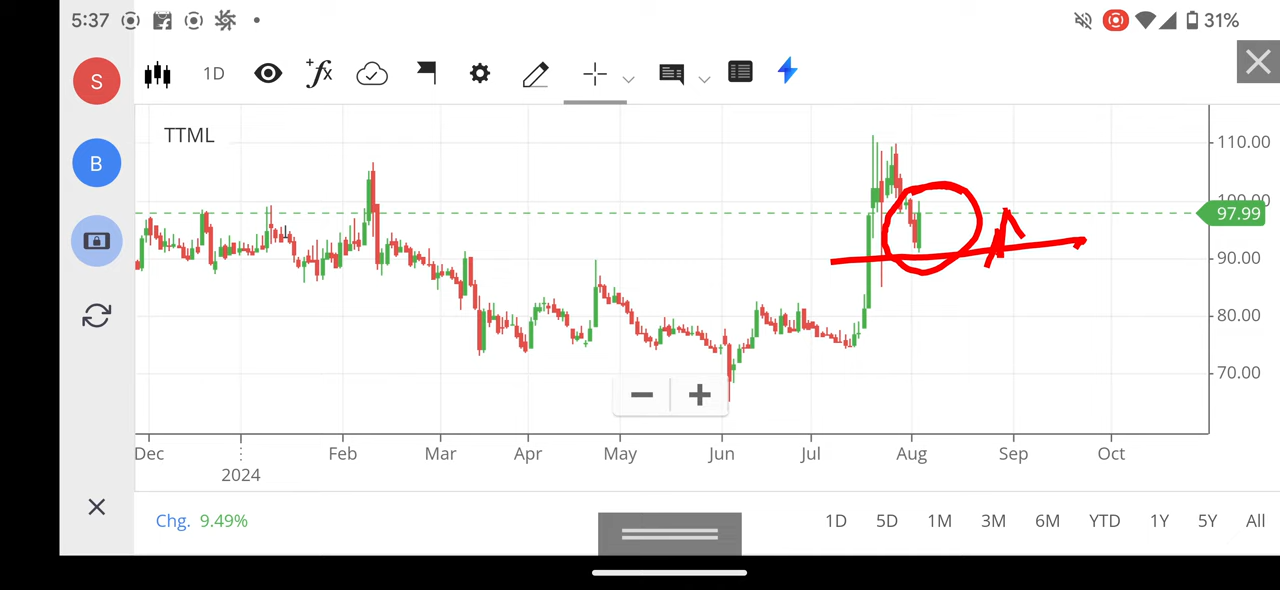 5:37 31%
S 1D
TTML
B
110.00
100.00
97.99
90.00
80.00
70.00
Dec Feb Mar Apr May Jun Jul Aug Sep Oct
2024
Chg. 9.49% 1D 5D 1M 3M 6M YTD 1Y 5Y All